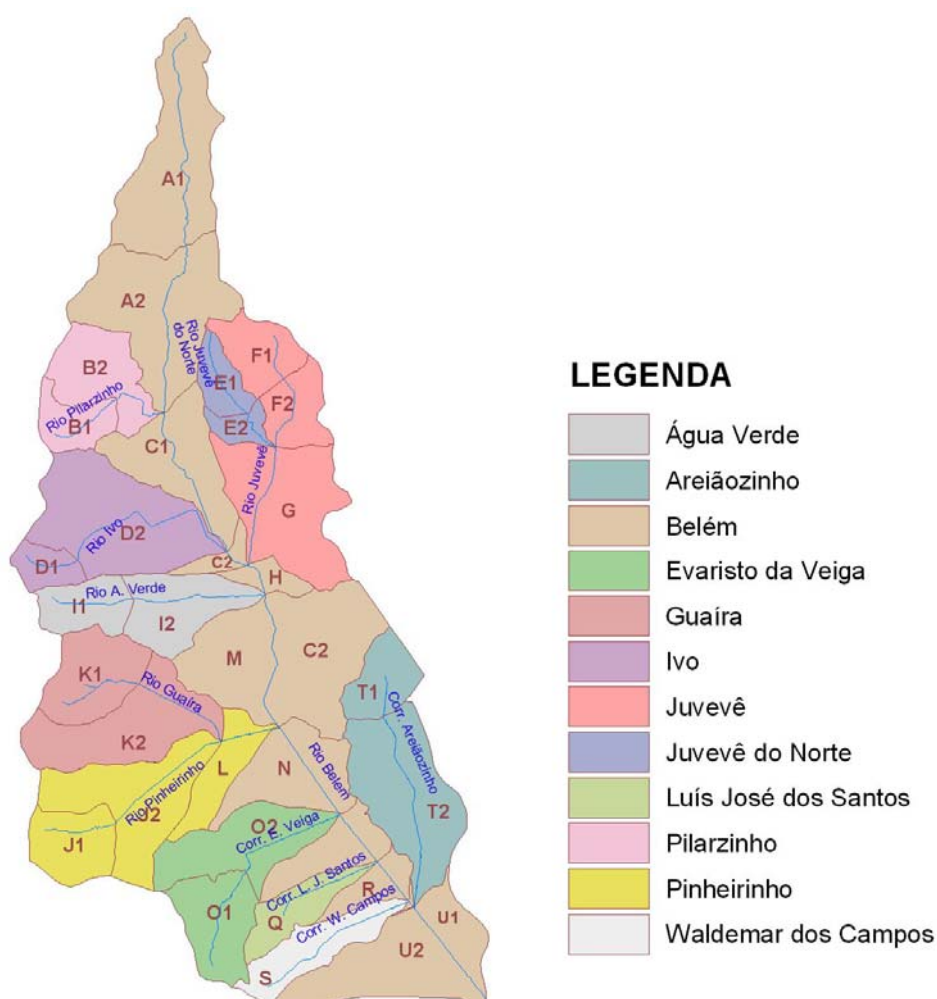 A1
A2
Rio Juvevê
do Norte
B2
F1
E1
Rio Pilarzinho
F2
B1
E2
C1
Rio Juvevê
G
Rio Ivo
D2
D1
C2
H
Rio A. Verde
I1
I2
M
C2
K1
Rio Guaíra
T1
Corr. Areiãozinho
K2
L
N
Rio Belem
Rio Pinheirinho
J2
J1
O2
Corr. E. Veiga
T2
Corr. L. J. Santos
R
O1
Q
Corr. W. Campos
U1
U2
S
LEGENDA
Água Verde
Areiãozinho
Belém
Evaristo da Veiga
Guaíra
Ivo
Juvevê
Juvevê do Norte
Luís José dos Santos
Pilarzinho
Pinheirinho
Waldemar dos Campos